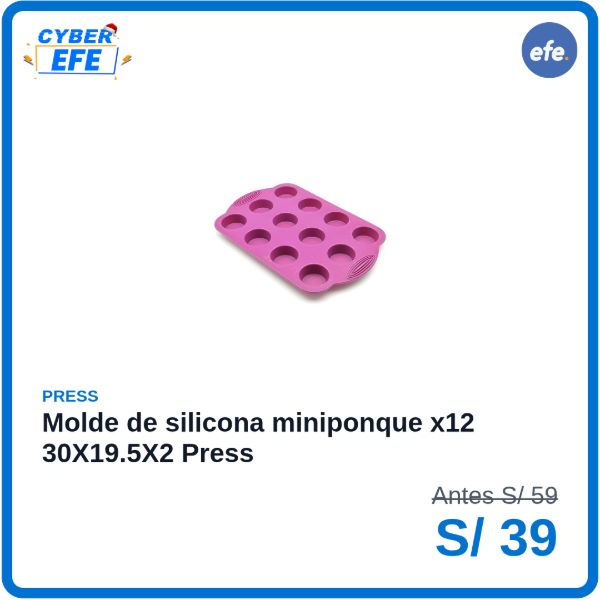 CYBER
EFE
efe.
PRESS
Molde de silicona miniponque x12
30X19.5X2 Press
Antes S/ 59
S/ 39